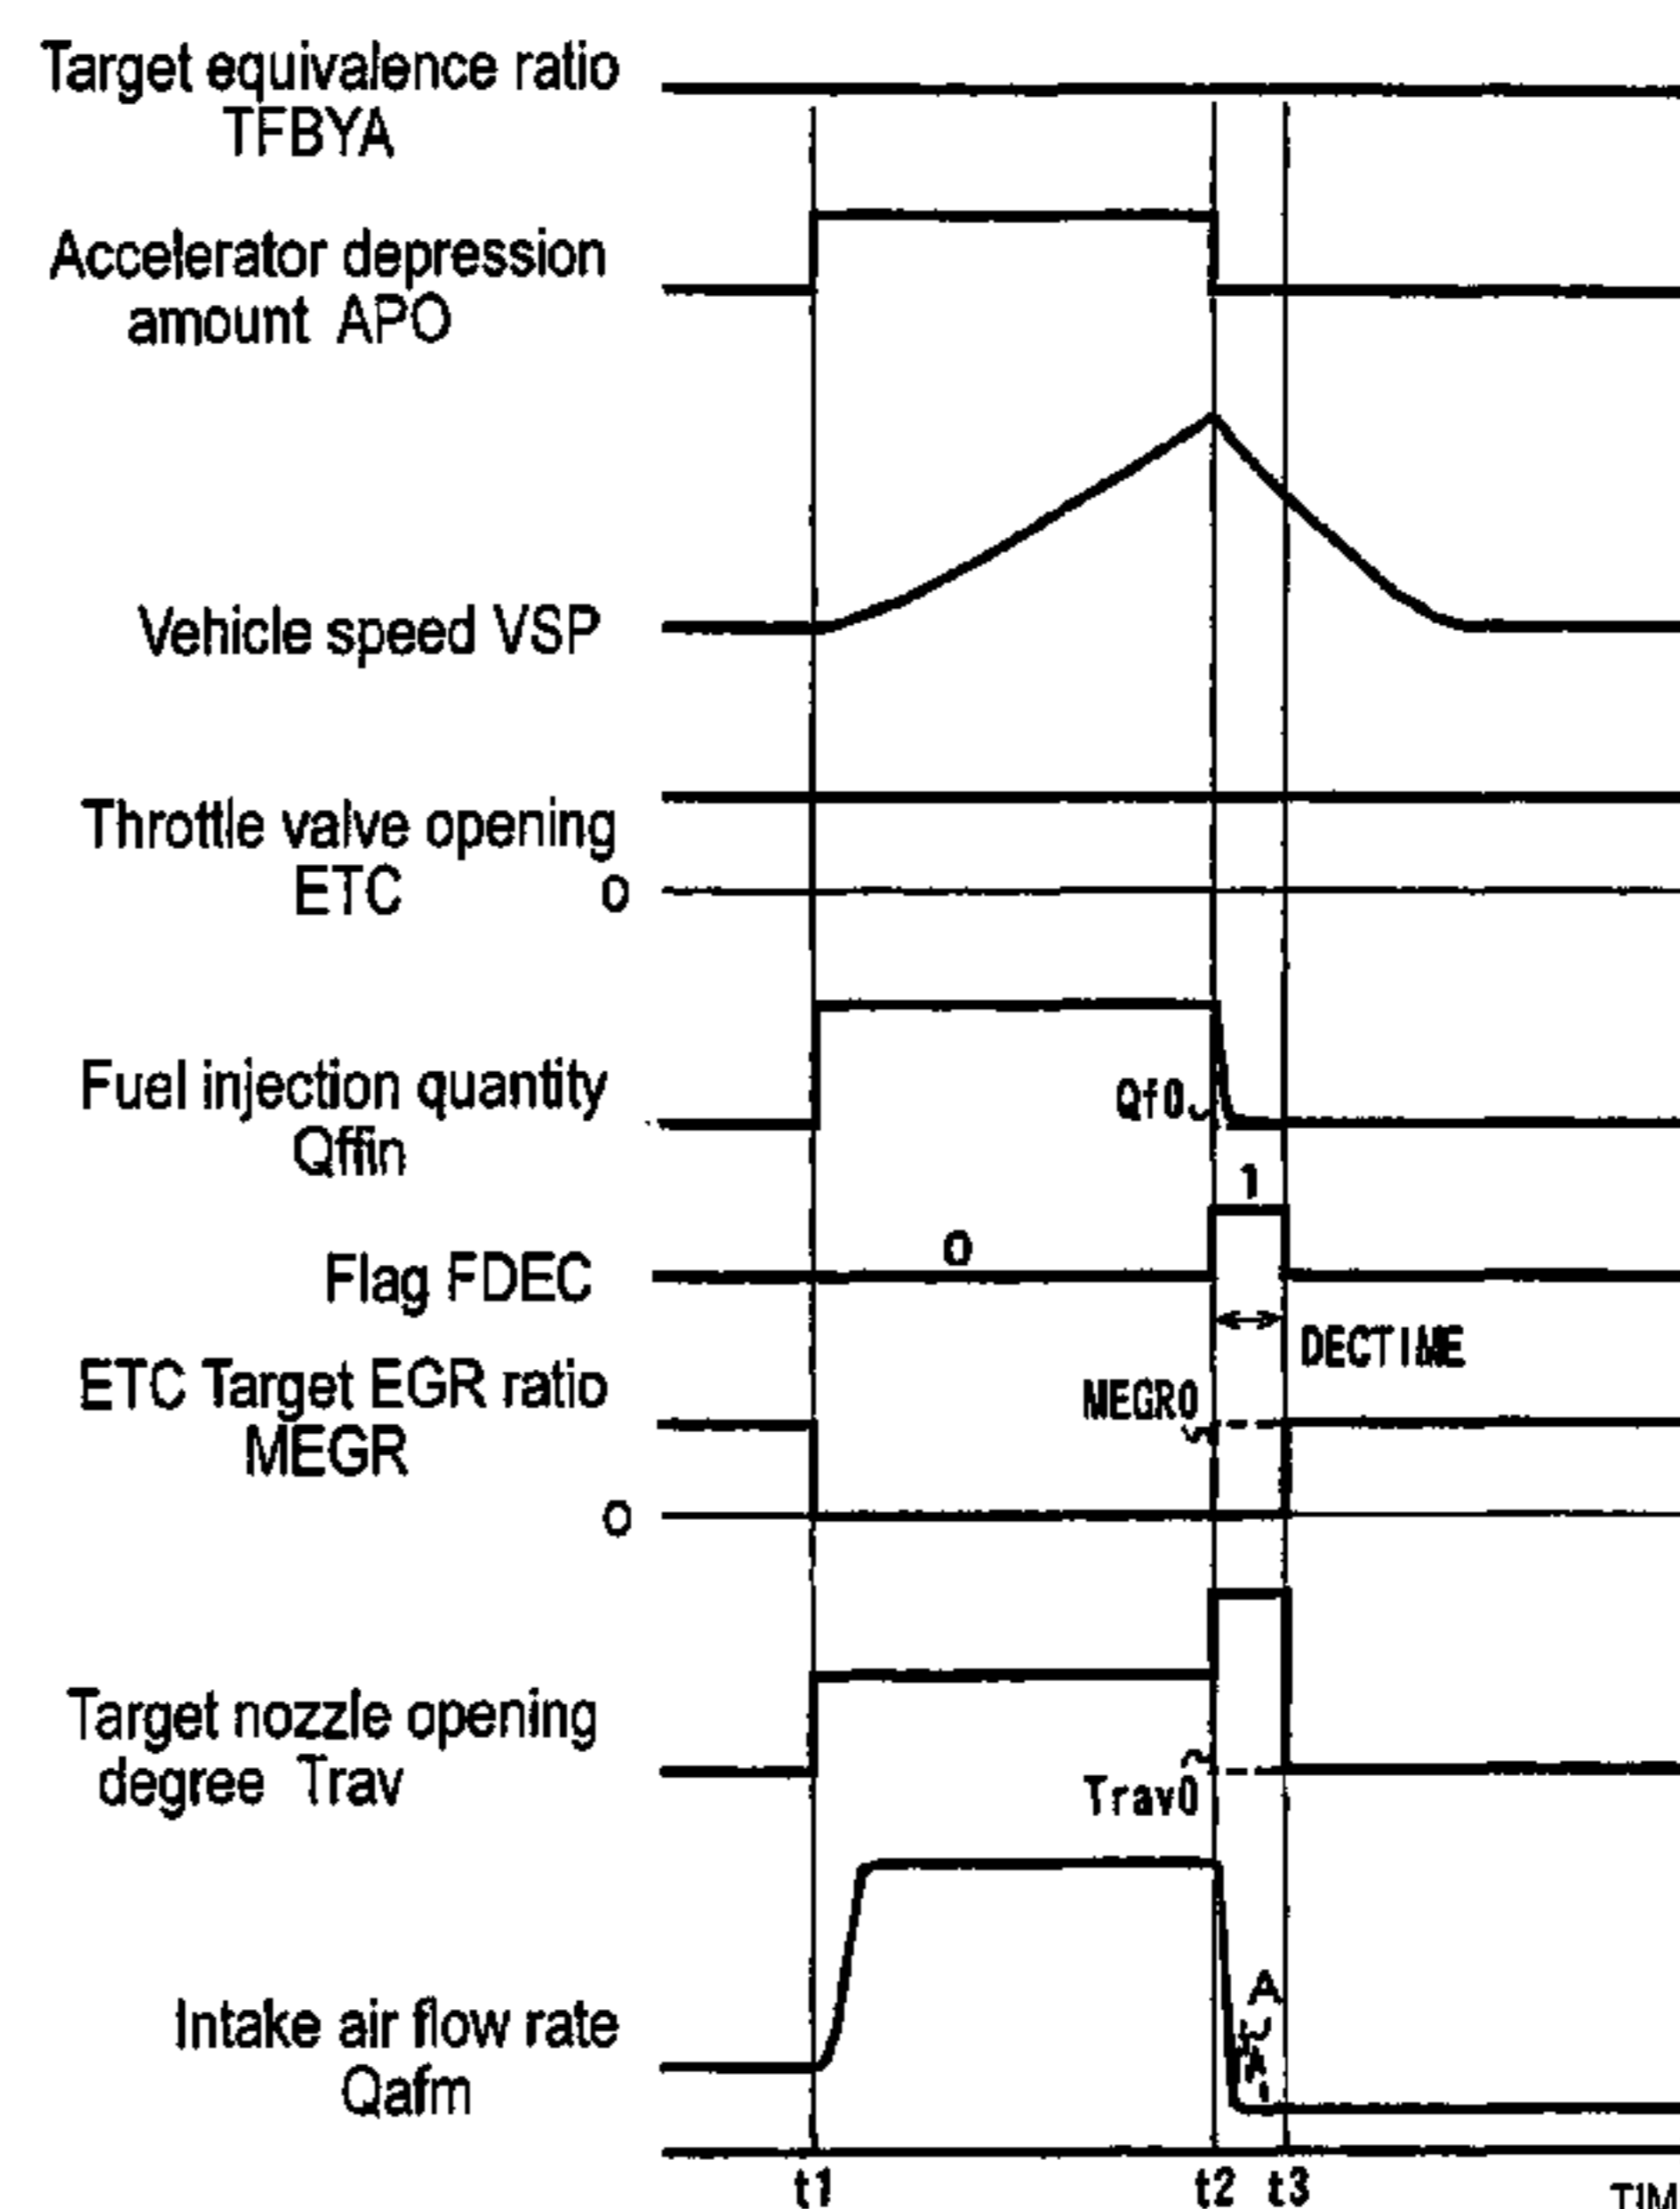 Target equivalence ratio
TFBYA
Accelerator depression
amount APO
Vehicle speed VSP
Throttle valve opening
ETC 0
Fuel injection quantity
Qffin
Qf0
1
0
Flag FDEC
DECTIME
ETC Target EGR ratio
MEGR
MEGR0
0
Target nozzle opening
degree Trav
Trav0
A
Intake air flow rate
Qafm
t1 t2 t3
TIM